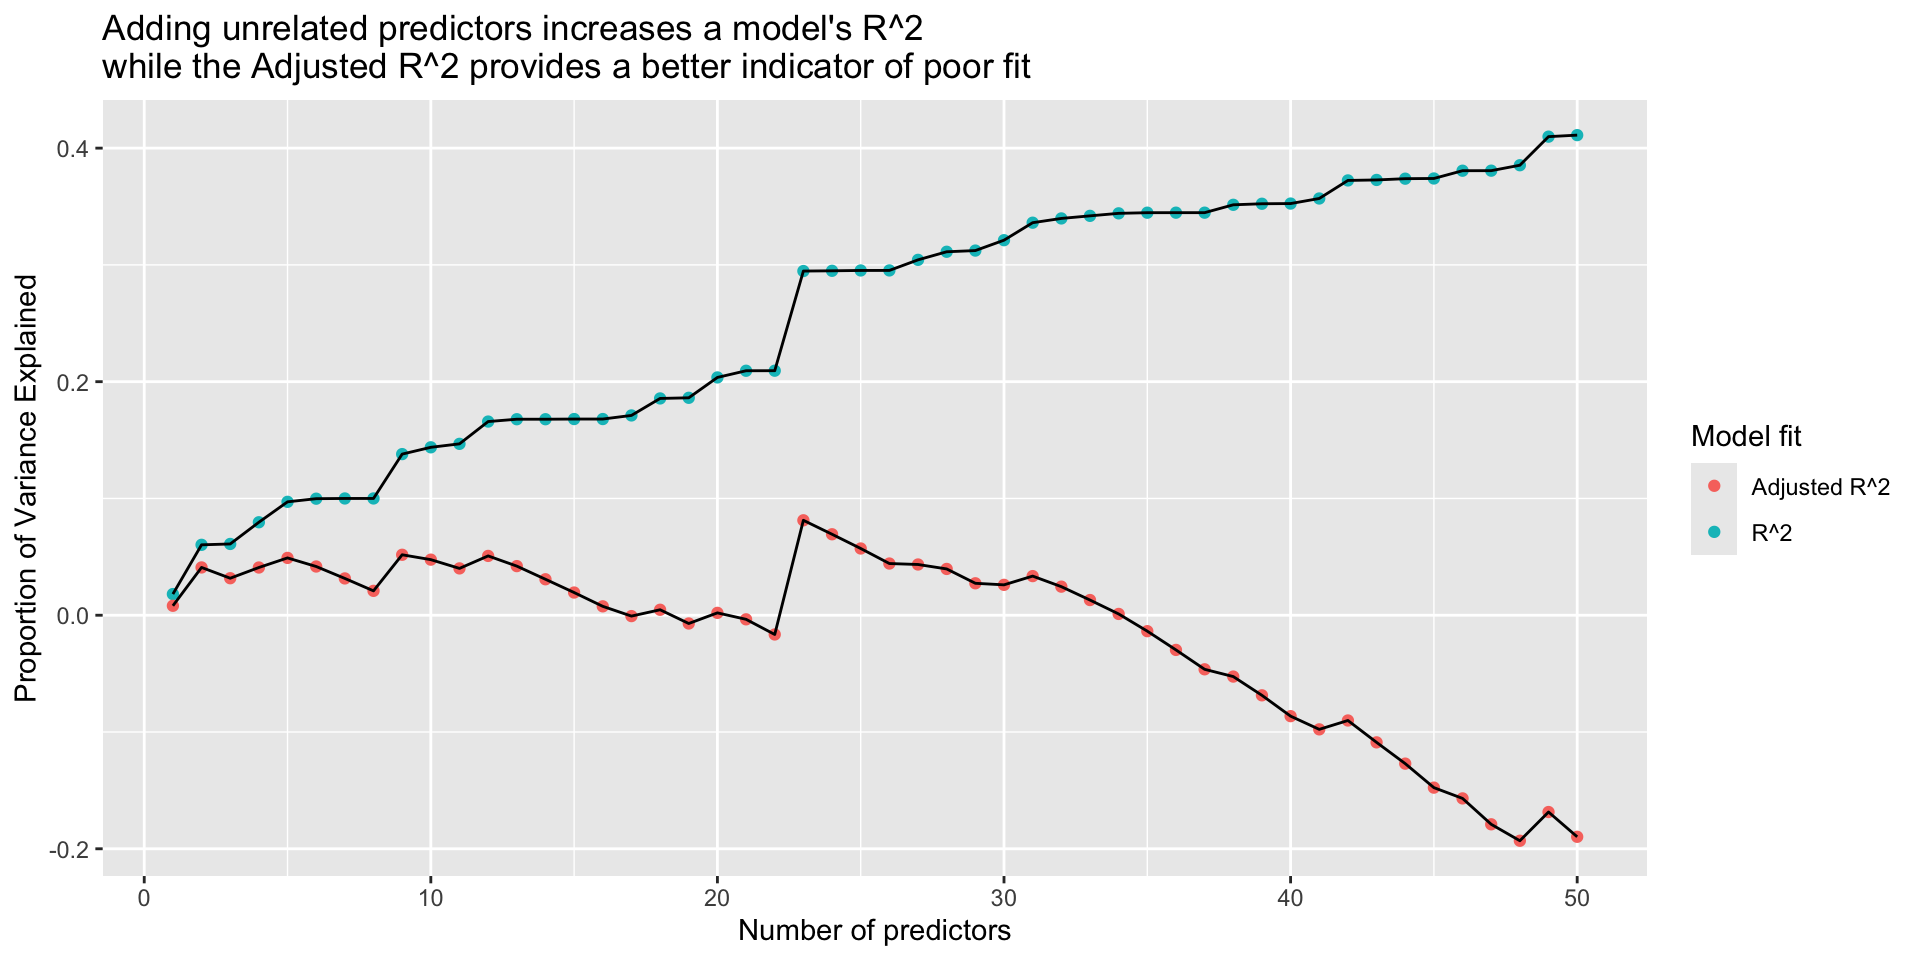 Adding unrelated predictors increases a model's R^2
while the Adjusted R^2 provides a better indicator of poor fit
Proportion of Variance Explained
0.4
0.2
0.0
-0.2
0
10
20
30
40
50
Number of predictors
Model fit
Adjusted R^2
R^2